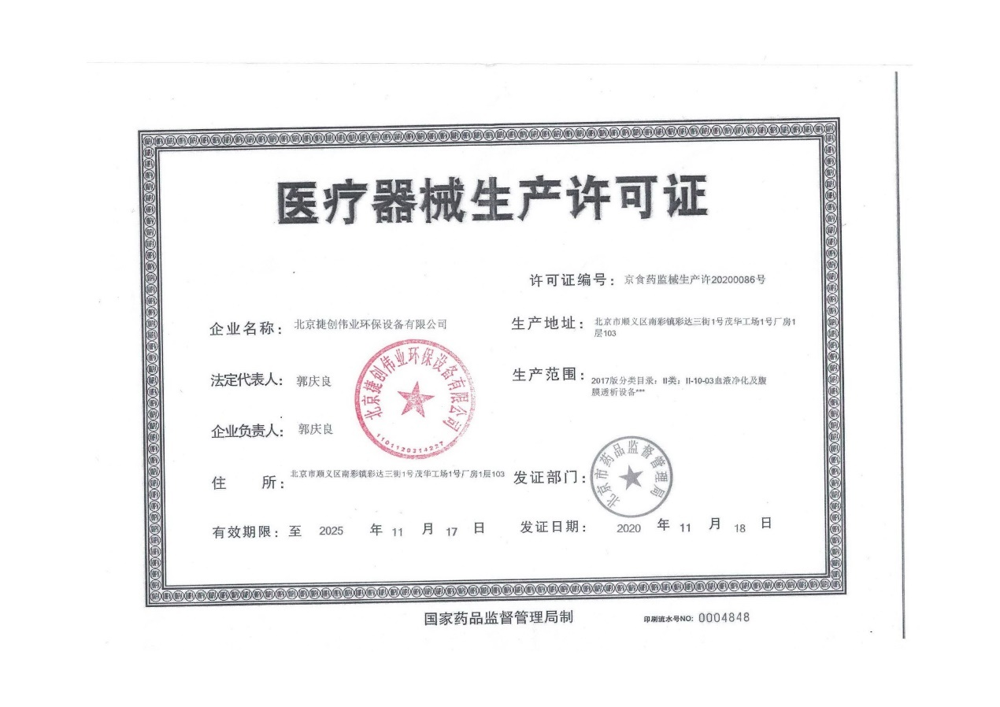 医疗器械生产许可证
许可证编号：京食药监械生产许20200086号
企业名称：北京捷创伟业环保设备有限公司
生产地址：北京市顺义区南彩镇彩达三街1号茂华工场1号厂房1
层103
北京捷创伟业环保设备有限公司
1101120314227
法定代表人：郭庆良
生产范围：2017版分类目录：II类：II-10-03血液净化及腹
膜透析设备***
企业负责人：郭庆良
住 所：北京市顺义区南彩镇彩达三街1号茂华工场1号厂房1层103
发证部门：
北京市药品监督管理局
有效期限：至 2025 年 11 月 17 日
发证日期：2020 年 11 月 18 日
国家药品监督管理局制
印刷流水号NO: 0004848